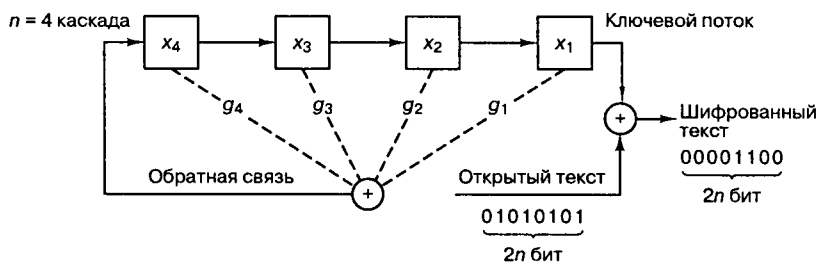 n = 4 каскада
x₄
x₃
x₂
x₁
Ключевой поток
g₄
g₃
g₂
g₁
+
Шифрованный
текст
00001100
2n бит
Обратная связь
+
Открытый текст
01010101
2n бит